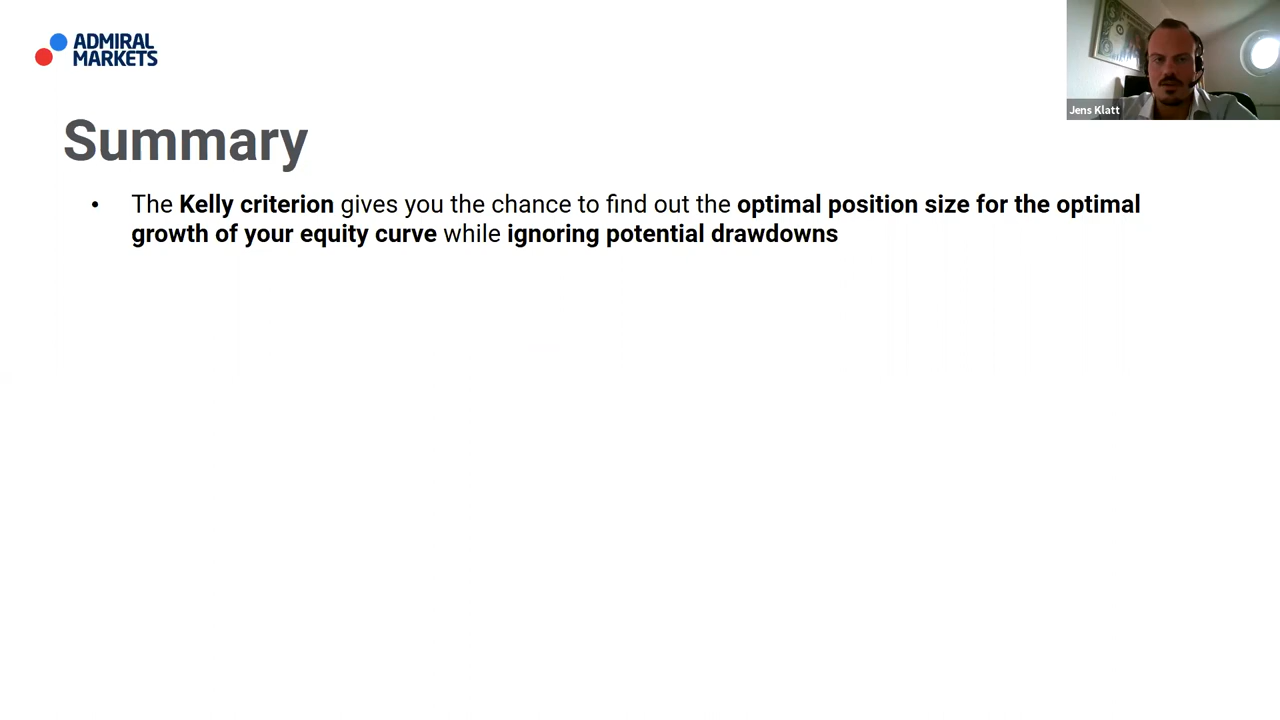 ADMIRAL
MARKETS
Jens Klatt
Summary
• The Kelly criterion gives you the chance to find out the optimal position size for the optimal
growth of your equity curve while ignoring potential drawdowns